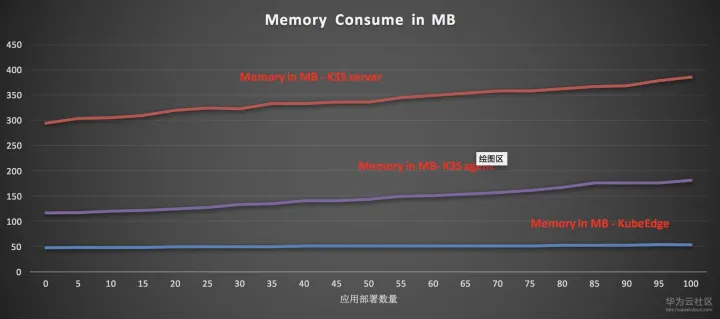 Memory Consume in MB
450
400
Memory in MB - K3S server
350
300
250
200
Memory in MB- K3S agent
绘图区
150
100
Memory in MB - KubeEdge
50
0
0 5 10 15 20 25 30 35 40 45 50 55 60 65 70 75 80 85 90 95 100
应用部署数量
华为云社区